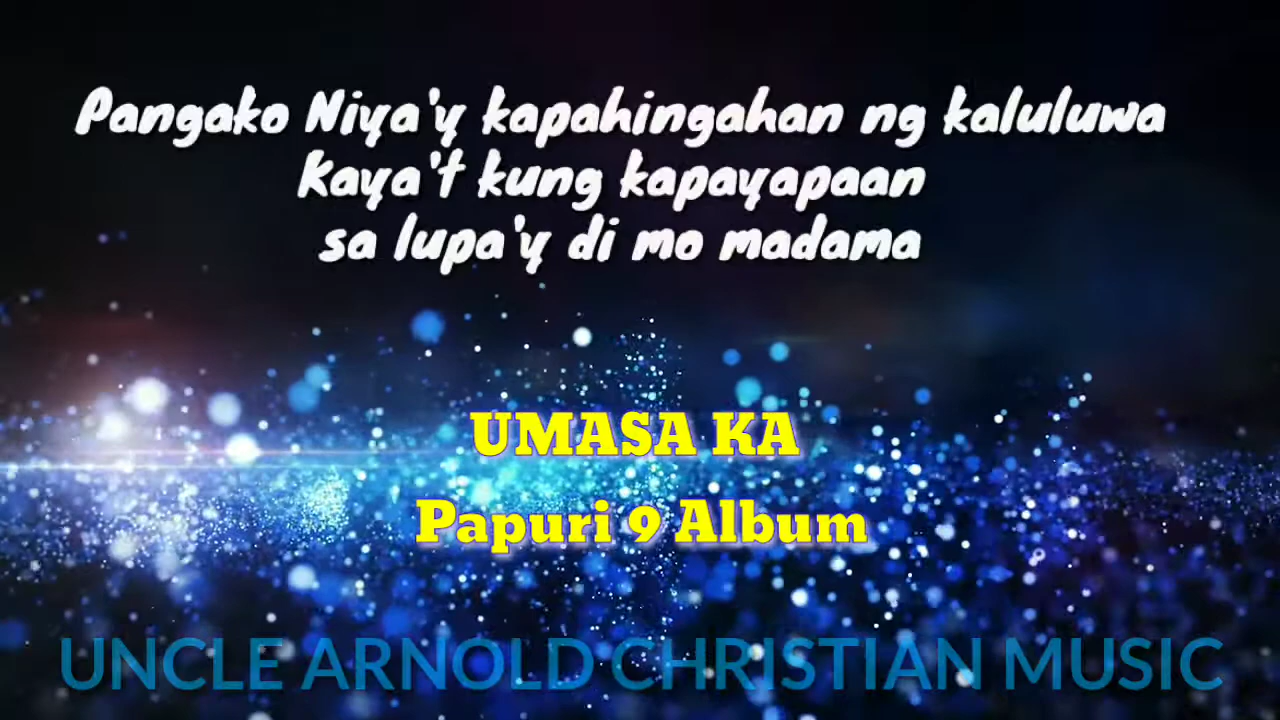 Pangako Niya'y kapahingahan ng kaluluwa
Kaya't kung kapayapaan
sa lupa'y di mo madama
UMASA KA
Papuri 9 Album
UNCLE ARNOLD CHRISTIAN MUSIC